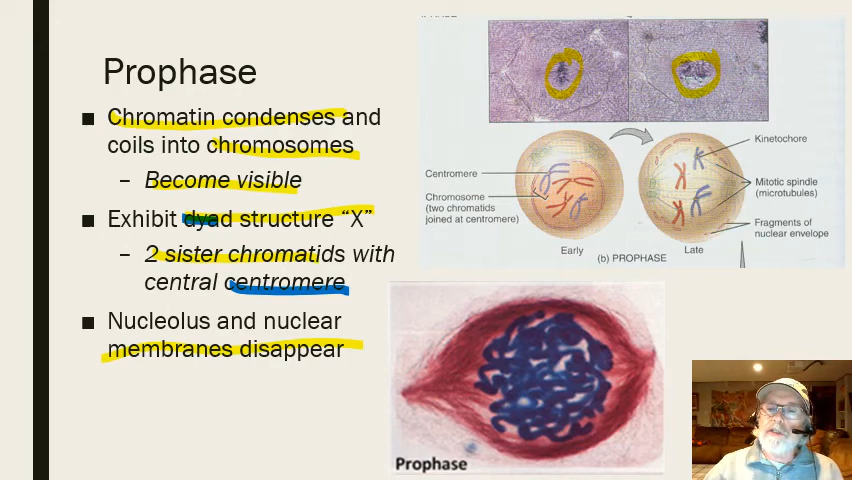 Prophase
■ Chromatin condenses and
coils into chromosomes
– Become visible
■ Exhibit dyad structure “X”
– 2 sister chromatids with
central centromere
■ Nucleolus and nuclear
membranes disappear
Centromere
Chromosome
(two chromatids
joined at centromere)
Early
(b) PROPHASE
Late
Kinetochore
Mitotic spindle
(microtubules)
Fragments of
nuclear envelope
Prophase